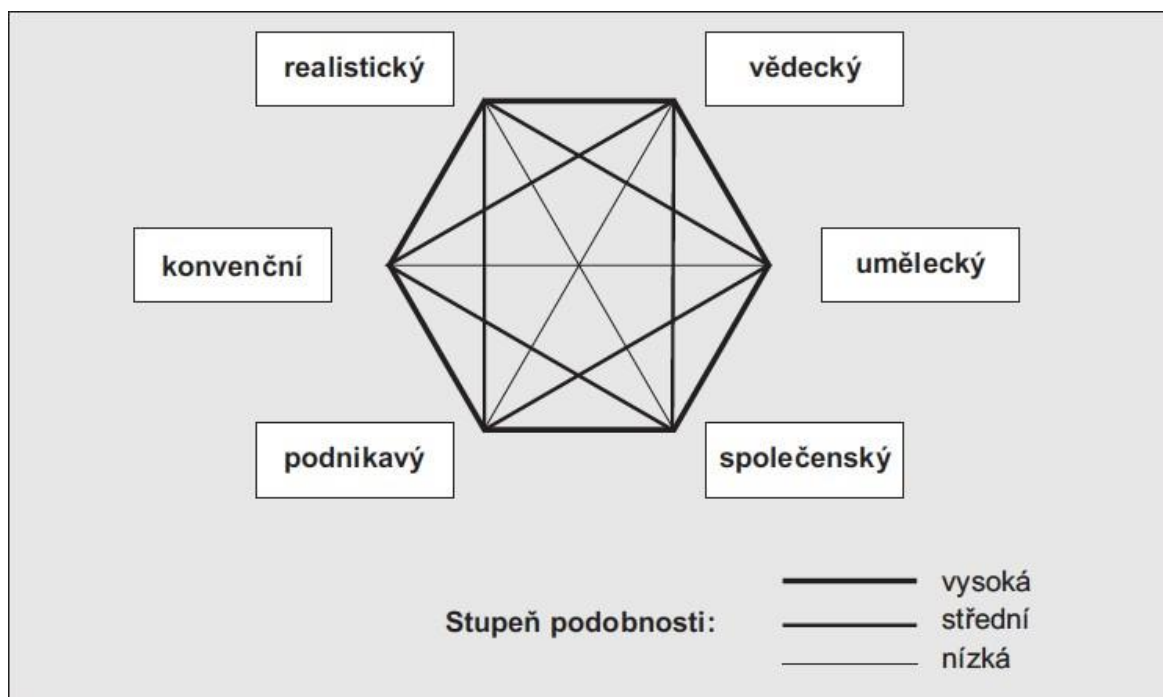 realistický
vědecký
konvenční
umělecký
podnikavý
společenský
Stupeň podobnosti:
vysoká
střední
nízká